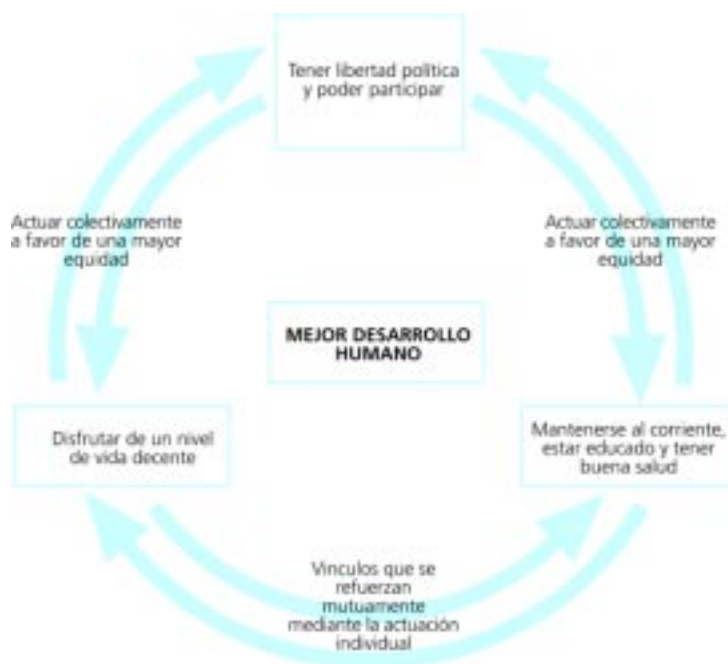 Tener libertad política
y poder participar
Actuar colectivamente
a favor de una mayor
equidad
Actuar colectivamente
a favor de una mayor
equidad
MEJOR DESARROLLO
HUMANO
Disfrutar de un nivel
de vida decente
Mantenerse al corriente,
estar educado y tener
buena salud
Vinculos que se
refuerzan
mutuamente
mediante la actuación
individual